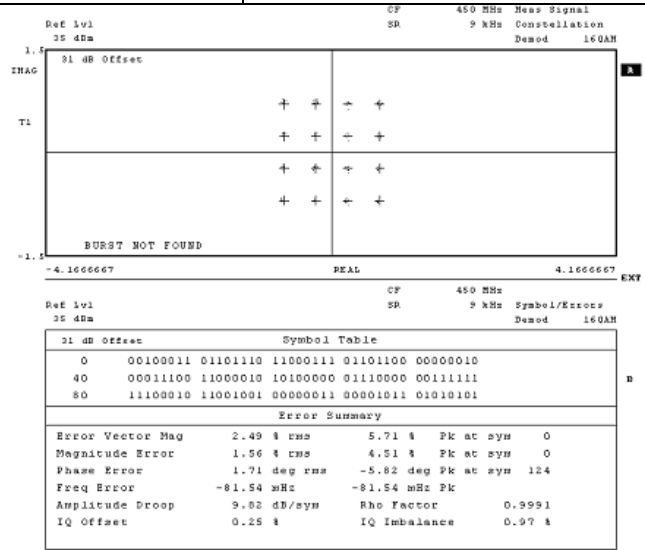 CF 450 MHz Meas Signal
Ref Lvl SR 9 kHz Constellation
35 dBm Demod 16QAM
1.5
31 dB Offset
IMAG
A
T1
BURST NOT FOUND
-1.5
-4.1666667 REAL 4.1666667
EXT
CF 450 MHz
Ref Lvl SR 9 kHz Symbol/Errors
35 dBm Demod 16QAM
31 dB Offset Symbol Table
0 00100011 01101110 11000111 01101100 00000010
40 00011100 11000010 10100000 01110000 00111111
B
80 11100010 11001001 00000011 00001011 01010101
Error Summary
Error Vector Mag 2.49 % rms 5.71 % Pk at sym 0
Magnitude Error 1.56 % rms 4.51 % Pk at sym 0
Phase Error 1.71 deg rms -5.82 deg Pk at sym 124
Freq Error -81.54 mHz -81.54 mHz Pk
Amplitude Droop 9.82 dB/sym Rho Factor 0.9991
IQ Offset 0.25 % IQ Imbalance 0.97 %